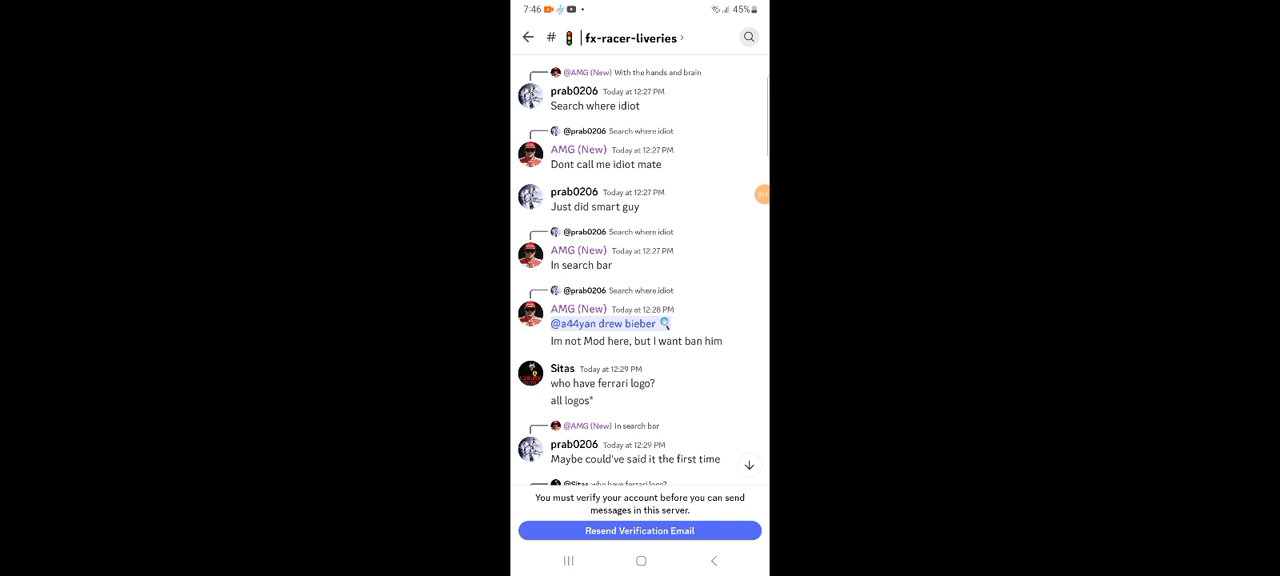 7:46
45%
# | fx-racer-liveries ›
@AMG (New) With the hands and brain
prab0206 Today at 12:27 PM
Search where idiot
@prab0206 Search where idiot
AMG (New) Today at 12:27 PM
Dont call me idiot mate
prab0206 Today at 12:27 PM
Just did smart guy
@prab0206 Search where idiot
AMG (New) Today at 12:27 PM
In search bar
@prab0206 Search where idiot
AMG (New) Today at 12:28 PM
@a44yan drew bieber
Im not Mod here, but I want ban him
Sitas Today at 12:29 PM
who have ferrari logo?
all logos*
@AMG (New) In search bar
prab0206 Today at 12:29 PM
Maybe could've said it the first time
@Sitas who have ferrari logo?
You must verify your account before you can send
messages in this server.
Resend Verification Email